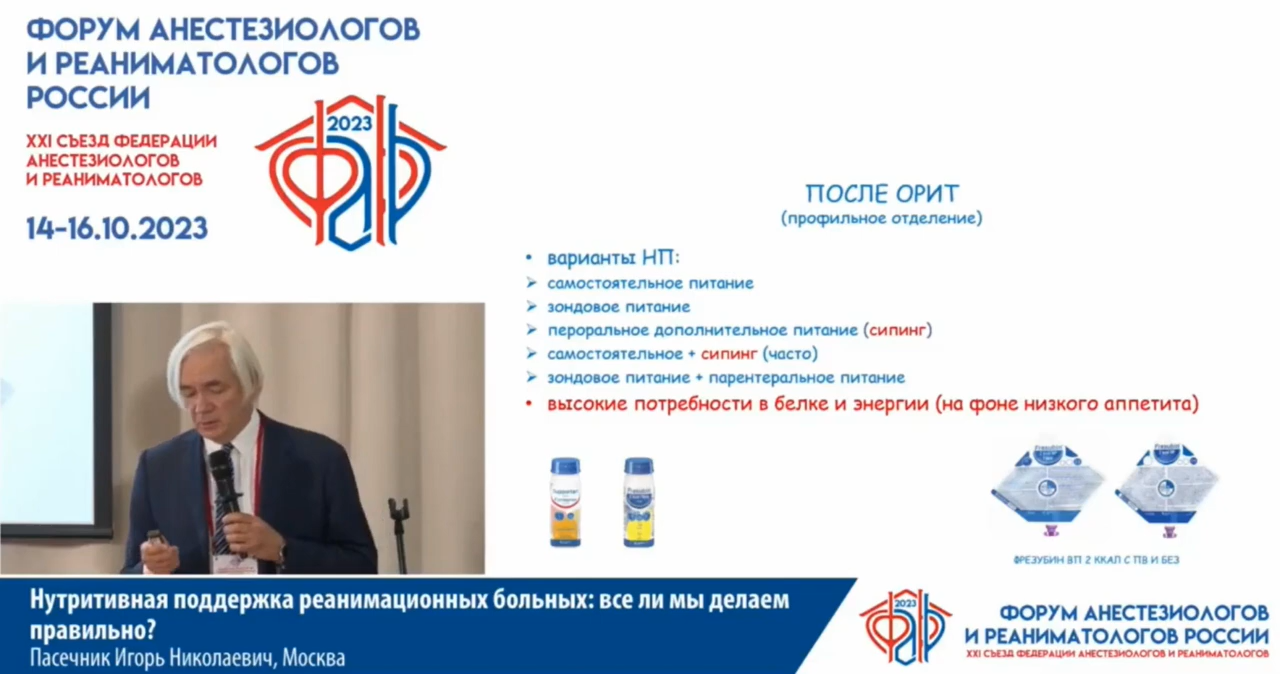 ФОРУМ АНЕСТЕЗИОЛОГОВ
И РЕАНИМАТОЛОГОВ
РОССИИ
XXI СЪЕЗД ФЕДЕРАЦИИ
АНЕСТЕЗИОЛОГОВ
И РЕАНИМАТОЛОГОВ
14-16.10.2023
2023
ФАР
ПОСЛЕ ОРИТ
(профильное отделение)
• варианты НП:
➢ самостоятельное питание
➢ зондовое питание
➢ пероральное дополнительное питание (сипинг)
➢ самостоятельное + сипинг (часто)
➢ зондовое питание + парентеральное питание
• высокие потребности в белке и энергии (на фоне низкого аппетита)
ФРЕЗУБИН ВП 2 ККАЛ С ПВ И БЕЗ
Нутритивная поддержка реанимационных больных: все ли мы делаем
правильно?
Пасечник Игорь Николаевич, Москва
2023
ФАР
ФОРУМ АНЕСТЕЗИОЛОГОВ
И РЕАНИМАТОЛОГОВ РОССИИ
XXI СЪЕЗД ФЕДЕРАЦИИ АНЕСТЕЗИОЛОГОВ И РЕАНИМАТОЛОГОВ